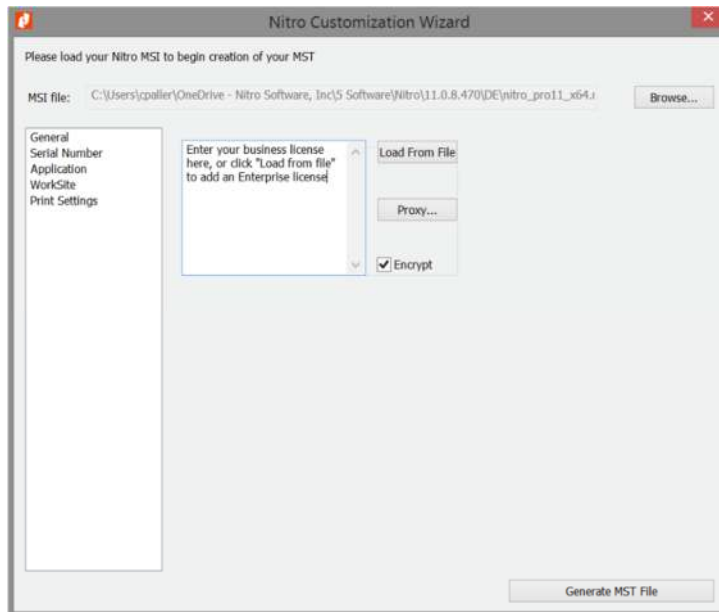 Nitro Customization Wizard
Please load your Nitro MSI to begin creation of your MST
MSI file:
C:\Users\cpalier\OneDrive - Nitro Software, Inc\5 Software\Nitro\11.0.8.470\DE\nitro_pro11_x64.
Browse...
General
Serial Number
Application
WorkSite
Print Settings
Enter your business license
here, or click "Load from file"
to add an Enterprise license
Load From File
Proxy...
Encrypt
Generate MST File